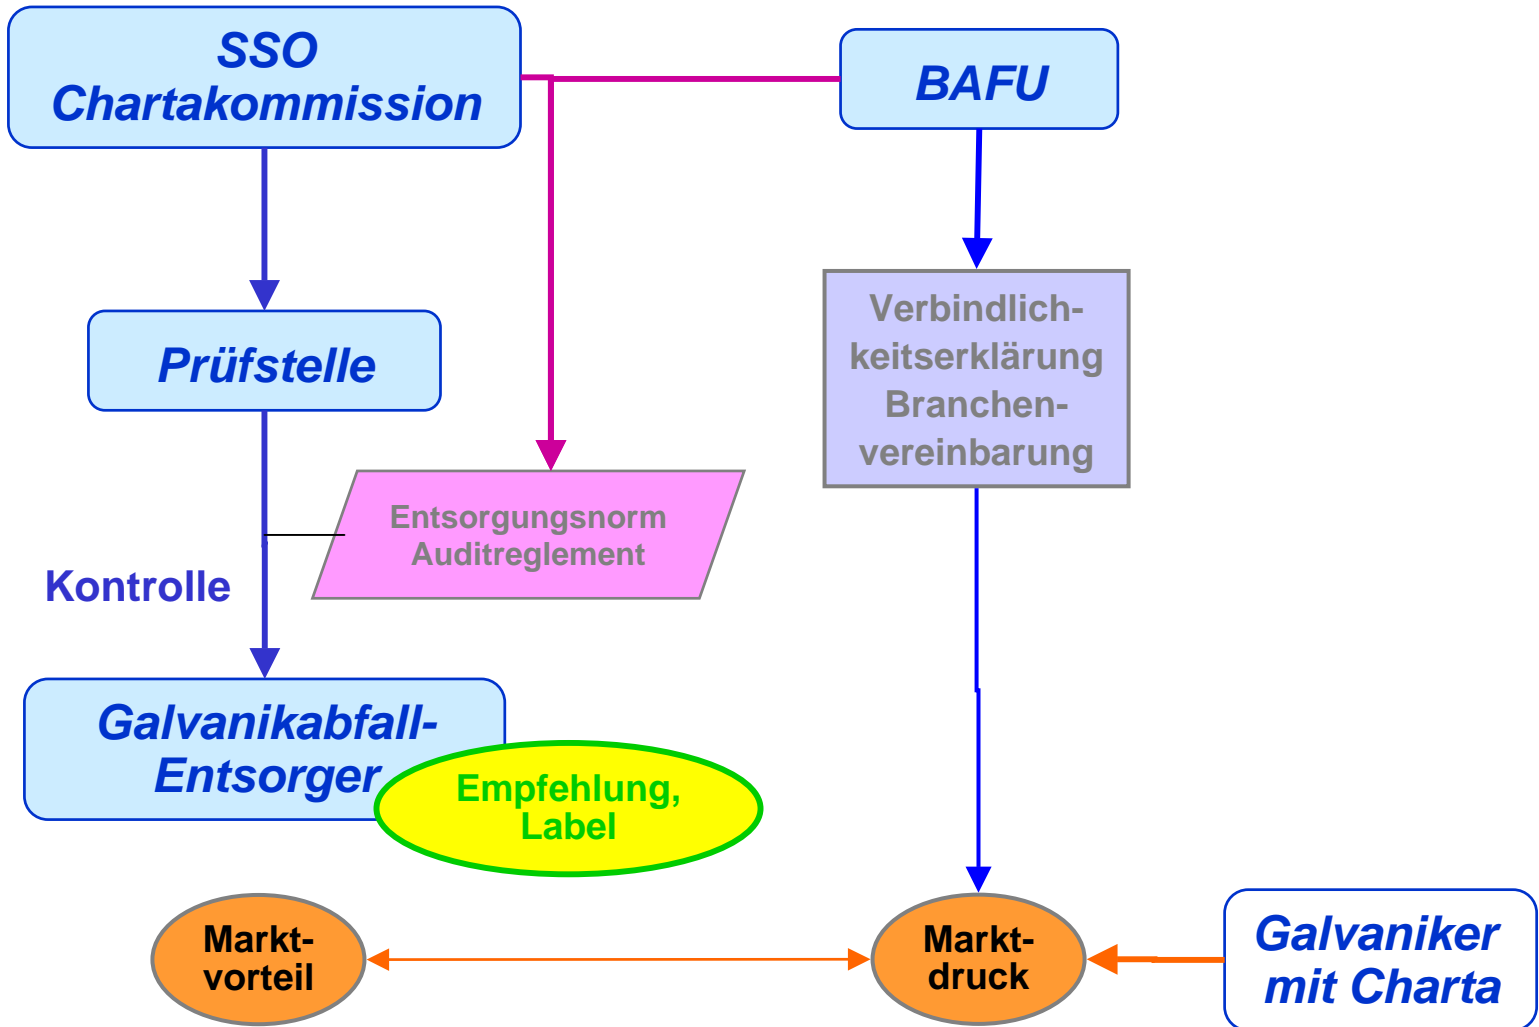 SSO
Chartakommission
BAFU
Prüfstelle
Verbindlich-
keitserklärung
Branchen-
vereinbarung
Entsorgungsnorm
Auditreglement
Kontrolle
Galvanikabfall-
Entsorger
Empfehlung,
Label
Markt-
vorteil
Markt-
druck
Galvaniker
mit Charta